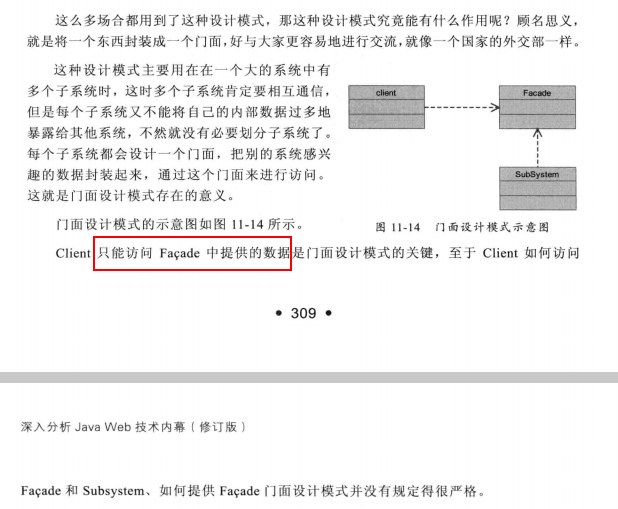 这么多场合都用到了这种设计模式，那这种设计模式究竟能有什么作用呢？顾名思义，
就是将一个东西封装成一个门面，好与大家更容易地进行交流，就像一个国家的外交部一样。
这种设计模式主要用在在一个大的系统中有
多个子系统时，这时多个子系统肯定要相互通信，
但是每个子系统又不能将自己的内部数据过多地
暴露给其他系统，不然就没有必要划分子系统了。
每个子系统都会设计一个门面，把别的系统感兴
趣的数据封装起来，通过这个门面来进行访问。
这就是门面设计模式存在的意义。
client
Façade
SubSystem
门面设计模式的示意图如图 11-14 所示。
图 11-14 门面设计模式示意图
Client 只能访问 Façade 中提供的数据是门面设计模式的关键，至于 Client 如何访问
• 309 •
深入分析 Java Web 技术内幕（修订版）
Façade 和 Subsystem、如何提供 Façade 门面设计模式并没有规定得很严格。